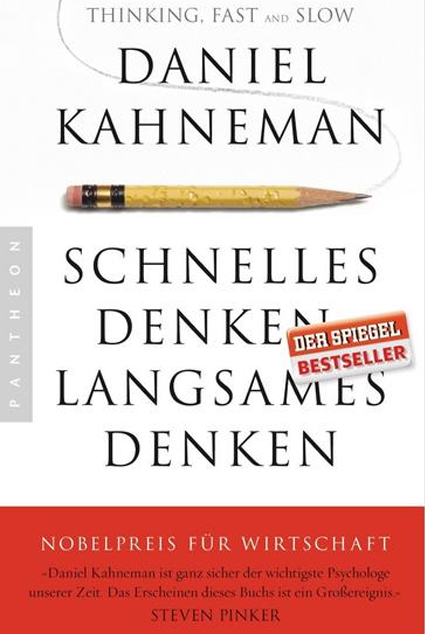 THINKING, FAST AND SLOW
DANIEL
KAHNEMAN
PANTHEON
SCHNELLES
DENKEN,
LANGSAMES
DENKEN
DER SPIEGEL
BESTSELLER
NOBELPREIS FÜR WIRTSCHAFT
»Daniel Kahneman ist ganz sicher der wichtigste Psychologe
unserer Zeit. Das Erscheinen dieses Buchs ist ein Großereignis.«
STEVEN PINKER